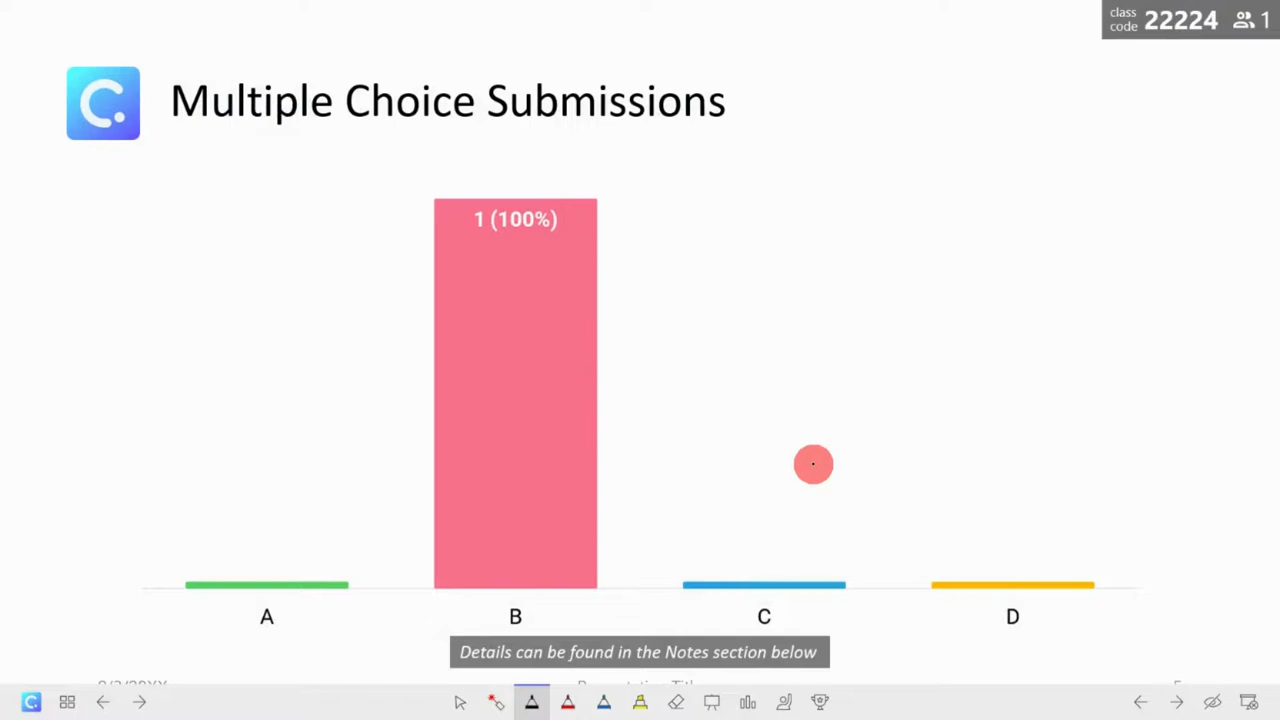 class code 22224 1
Multiple Choice Submissions
1 (100%)
A B C D
Details can be found in the Notes section below